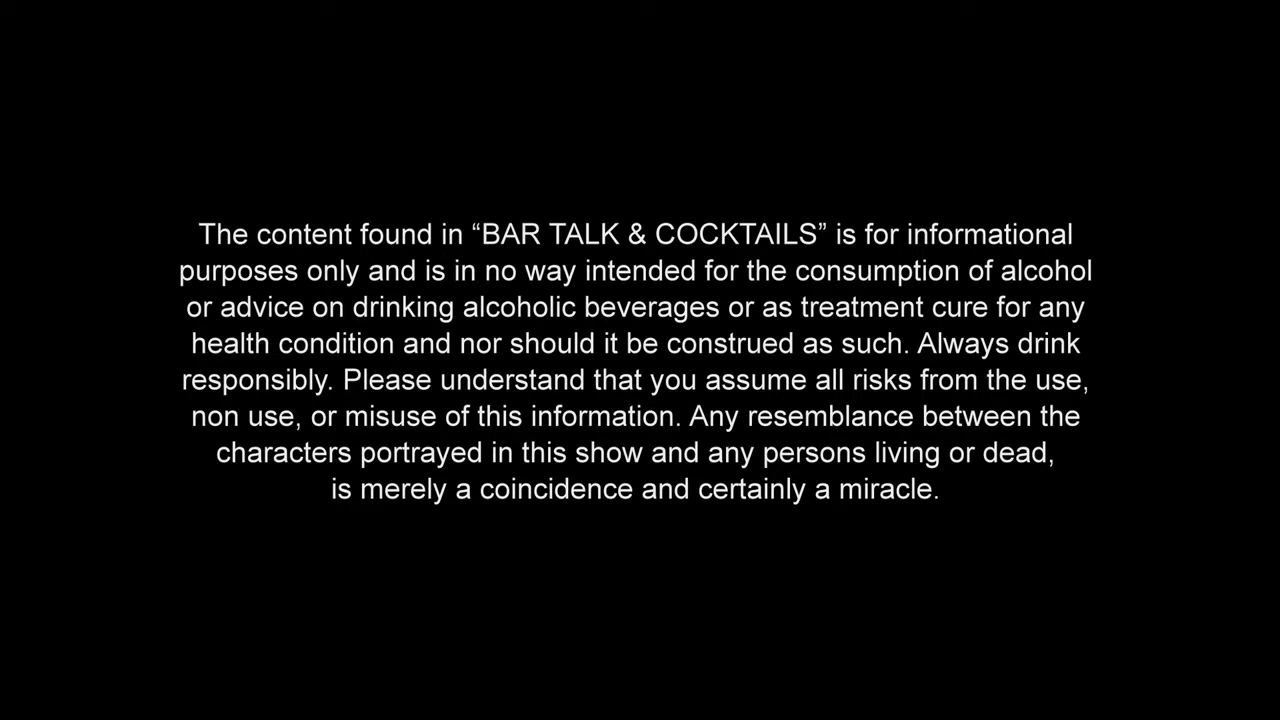 The content found in “BAR TALK & COCKTAILS” is for informational
purposes only and is in no way intended for the consumption of alcohol
or advice on drinking alcoholic beverages or as treatment cure for any
health condition and nor should it be construed as such. Always drink
responsibly. Please understand that you assume all risks from the use,
non use, or misuse of this information. Any resemblance between the
characters portrayed in this show and any persons living or dead,
is merely a coincidence and certainly a miracle.